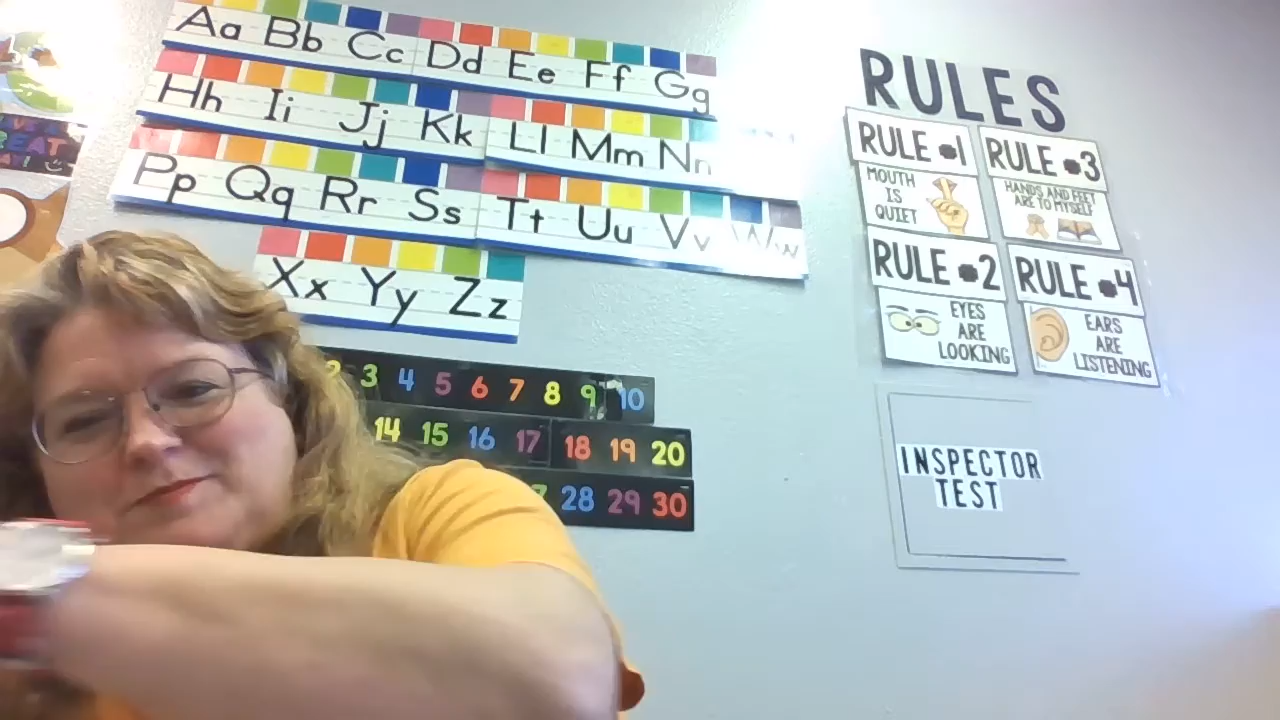 Aa Bb Cc Dd Ee Ff Gg
Hh Ii Jj Kk Ll Mm Nn
Pp Qq Rr Ss Tt Uu Vv Ww
Xx Yy Zz
3 4 5 6 7 8 9 10
14 15 16 17 18 19 20
28 29 30
RULES
RULE #1
MOUTH
IS
QUIET
RULE #3
HANDS AND FEET
ARE TO MYSELF
RULE #2
EYES
ARE
LOOKING
RULE #4
EARS
ARE
LISTENING
INSPECTOR
TEST